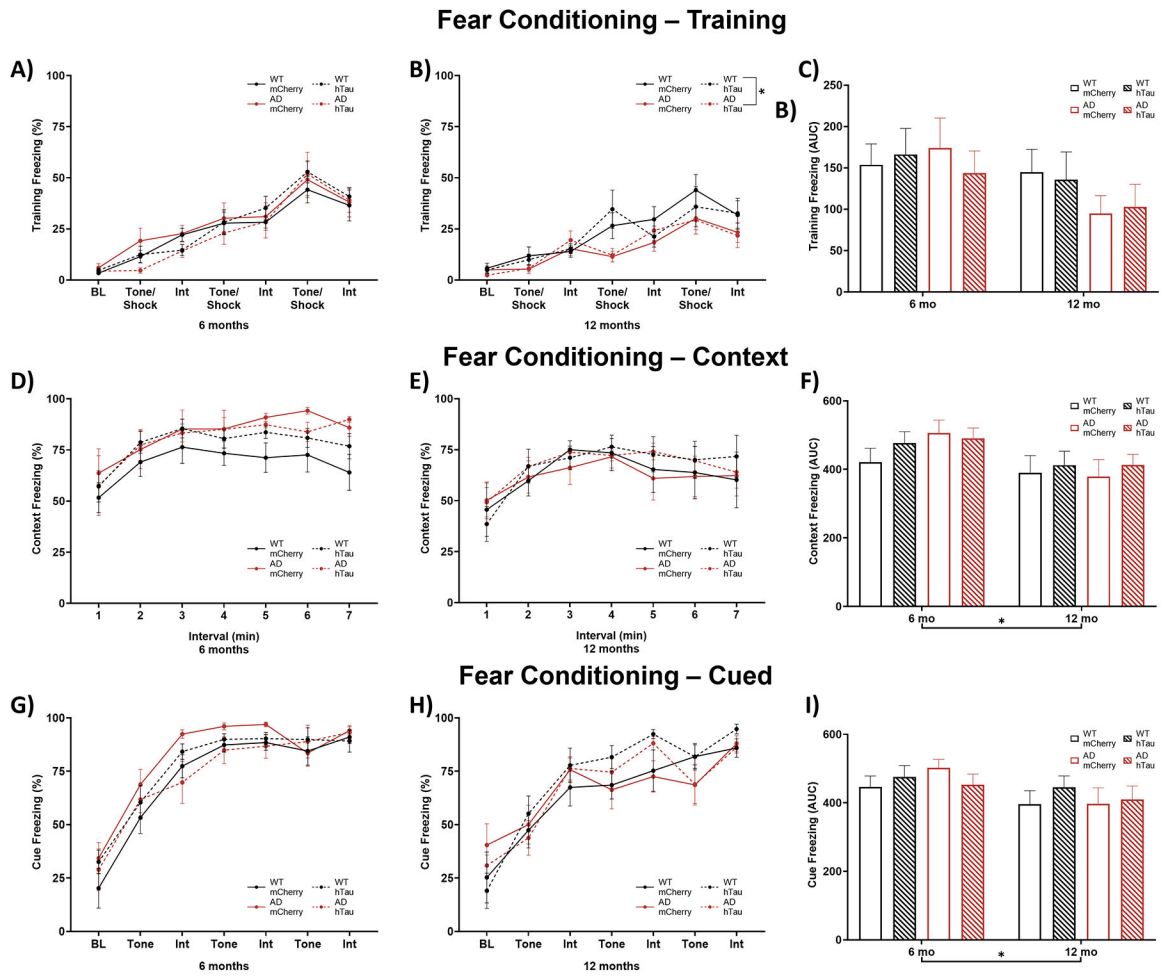 Fear Conditioning – Training
A)
100
75
50
25
0
Training Freezing (%)
WT mCherry
WT hTau
AD mCherry
AD hTau
BL
Tone/ Shock
Int
Tone/ Shock
Int
Tone/ Shock
Int
6 months
B)
100
75
50
25
0
Training Freezing (%)
WT mCherry
WT hTau
AD mCherry
AD hTau
*
BL
Tone/ Shock
Int
Tone/ Shock
Int
Tone/ Shock
Int
12 months
C)
B)
250
200
150
100
50
0
Training Freezing (AUC)
WT mCherry
WT hTau
AD mCherry
AD hTau
6 mo
12 mo
Fear Conditioning – Context
D)
100
75
50
25
0
Context Freezing (%)
WT mCherry
WT hTau
AD mCherry
AD hTau
1 2 3 4 5 6 7
Interval (min)
6 months
E)
100
75
50
25
0
Context Freezing (%)
WT mCherry
WT hTau
AD mCherry
AD hTau
1 2 3 4 5 6 7
Interval (min)
12 months
F)
600
400
200
0
Context Freezing (AUC)
WT mCherry
WT hTau
AD mCherry
AD hTau
6 mo
12 mo
*
Fear Conditioning – Cued
G)
100
75
50
25
0
Cue Freezing (%)
WT mCherry
WT hTau
AD mCherry
AD hTau
BL Tone Int Tone Int Tone Int
6 months
H)
100
75
50
25
0
Cue Freezing (%)
WT mCherry
WT hTau
AD mCherry
AD hTau
BL Tone Int Tone Int Tone Int
12 months
I)
600
400
200
0
Cue Freezing (AUC)
WT mCherry
WT hTau
AD mCherry
AD hTau
6 mo
12 mo
*